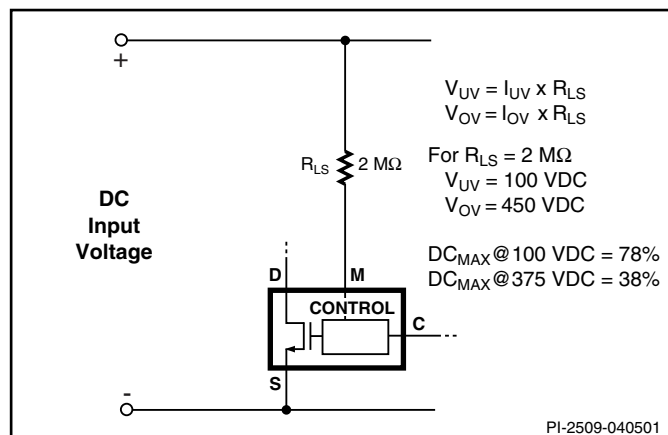 +
V_UV = I_UV x R_LS
V_OV = I_OV x R_LS
R_LS 2 MΩ
For R_LS = 2 MΩ
V_UV = 100 VDC
V_OV = 450 VDC
DC
Input
Voltage
DC_MAX@100 VDC = 78%
DC_MAX@375 VDC = 38%
D
M
CONTROL
C
S
-
PI-2509-040501